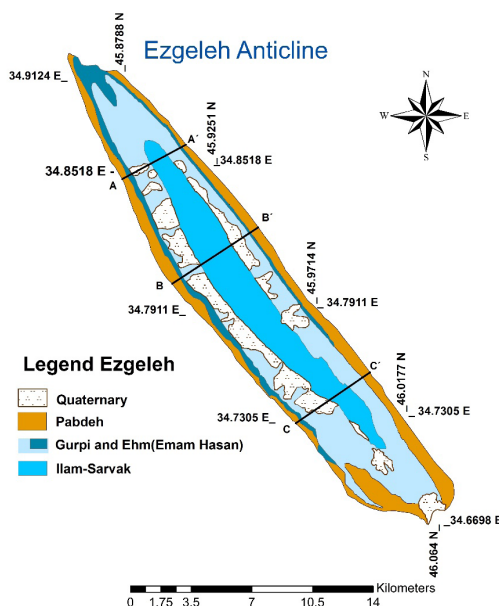 Ezgeleh Anticline
45.8788 N
34.9124 E
N
W E
S
45.9251 N
A´
34.8518 E
34.8518 E
A
B´
45.9714 E
B
34.7911 E
34.7911 E
Legend Ezgeleh
C´
46.0177 N
Quaternary
Pabdeh
34.7305 E
34.7305 E
C
Gurpi and Ehm(Emam Hasan)
Ilam-Sarvak
34.6698 E
46.064 N
Kilometers
0 1.75 3.5 7 10.5 14